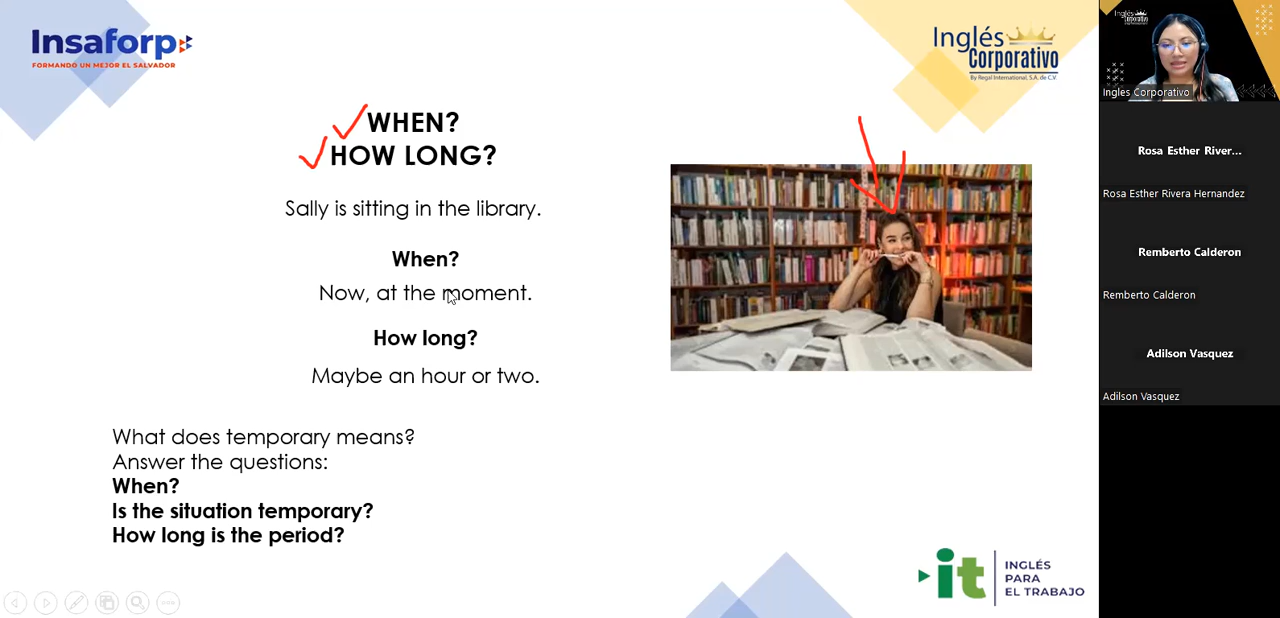 Insaforp
FORMANDO UN MEJOR EL SALVADOR
Inglés
Corporativo
By Regal International, S.A. de C.V.
WHEN?
HOW LONG?
Sally is sitting in the library.
When?
Now, at the moment.
How long?
Maybe an hour or two.
What does temporary means?
Answer the questions:
When?
Is the situation temporary?
How long is the period?
it
INGLÉS
PARA
EL TRABAJO
Inglés
Corporativo
Ingles Corporativo
Rosa Esther River...
Rosa Esther Rivera Hernandez
Remberto Calderon
Remberto Calderon
Adilson Vasquez
Adilson Vasquez